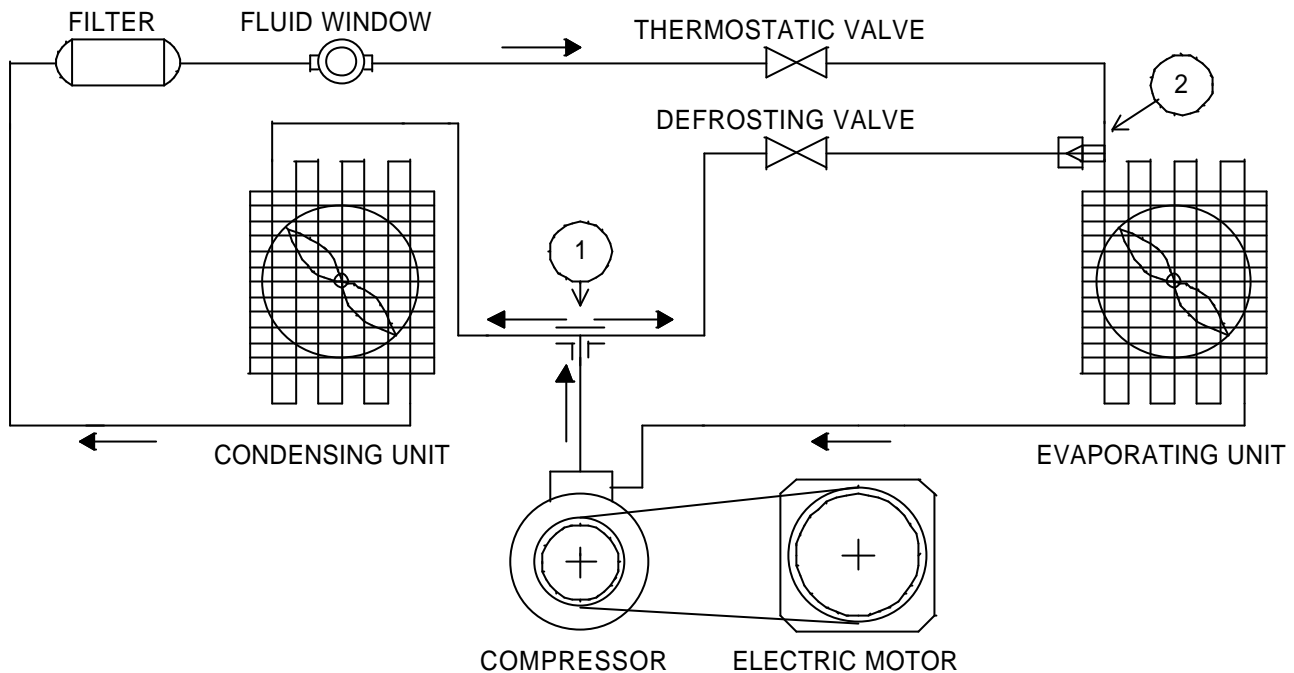 FILTER
FLUID WINDOW
THERMOSTATIC VALVE
2
DEFROSTING VALVE
1
CONDENSING UNIT
EVAPORATING UNIT
COMPRESSOR
ELECTRIC MOTOR